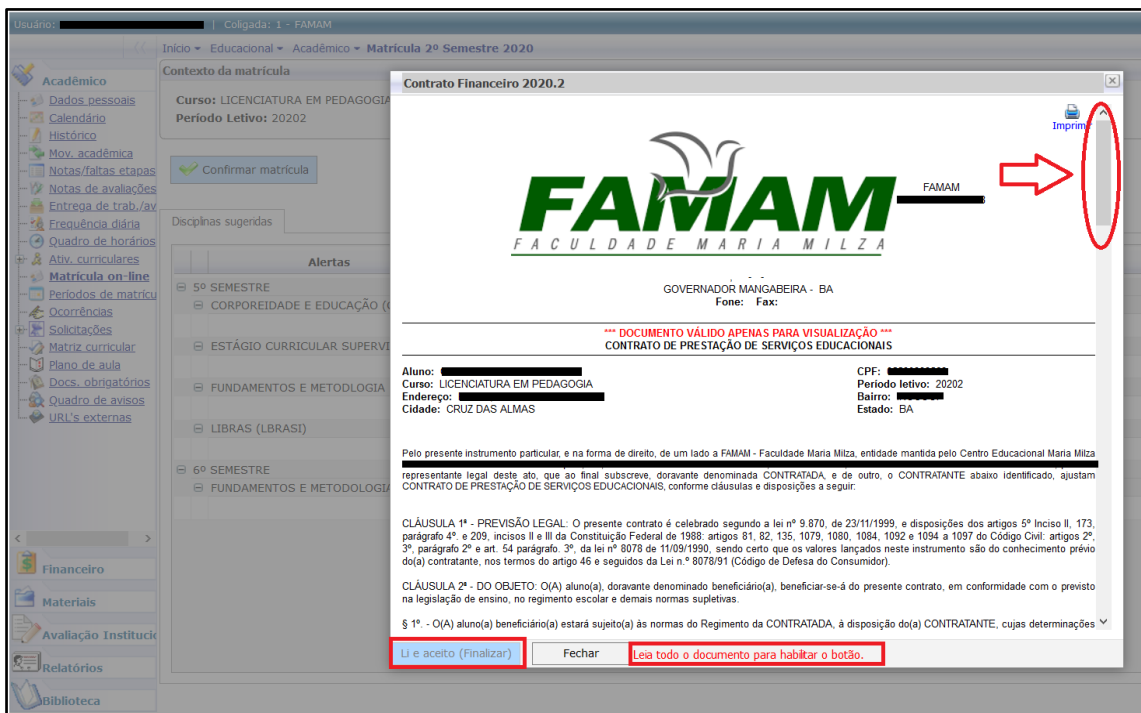 Usuário: | Coligada: 1 - FAMAM
Início Educacional Acadêmico Matrícula 2º Semestre 2020
Acadêmico
Dados pessoais
Calendário
Histórico
Mov. acadêmica
Notas/faltas etapas
Notas de avaliações
Entrega de trab./av
Frequência diária
Quadro de horários
Ativ. curriculares
Matrícula on-line
Períodos de matrícu
Ocorrências
Solicitações
Matriz curricular
Plano de aula
Docs. obrigatórios
Quadro de avisos
URL's externas
Financeiro
Materiais
Avaliação Institucio
Relatórios
Biblioteca
Contexto da matrícula
Curso: LICENCIATURA EM PEDAGOGIA
Período Letivo: 20202
Confirmar matrícula
Disciplinas sugeridas
Alertas
5º SEMESTRE
CORPOREIDADE E EDUCAÇÃO (
ESTÁGIO CURRICULAR SUPERVI
FUNDAMENTOS E METODLOGIA
LIBRAS (LBRASI)
6º SEMESTRE
FUNDAMENTOS E METODOLOGIA
Contrato Financeiro 2020.2
Imprim
FAMAM
FACULDADE MARIA MILZA
FAMAM
GOVERNADOR MANGABEIRA - BA
Fone: Fax:
*** DOCUMENTO VÁLIDO APENAS PARA VISUALIZAÇÃO ***
CONTRATO DE PRESTAÇÃO DE SERVIÇOS EDUCACIONAIS
Aluno: CPF:
Curso: LICENCIATURA EM PEDAGOGIA Período letivo: 20202
Endereço: Bairro:
Cidade: CRUZ DAS ALMAS Estado: BA
Pelo presente instrumento particular, e na forma de direito, de um lado a FAMAM - Faculdade Maria Milza, entidade mantida pelo Centro Educacional Maria Milza
representante legal deste ato, que ao final subscreve, doravante denominada CONTRATADA, e de outro, o CONTRATANTE abaixo identificado, ajustam
CONTRATO DE PRESTAÇÃO DE SERVIÇOS EDUCACIONAIS, conforme cláusulas e disposições a seguir:
CLÁUSULA 1ª - PREVISÃO LEGAL: O presente contrato é celebrado segundo a lei nº 9.870, de 23/11/1999, e disposições dos artigos 5º Inciso II, 173,
parágrafo 4º. e 209, incisos II e III da Constituição Federal de 1988: artigos 81, 82, 135, 1079, 1080, 1084, 1092 e 1094 a 1097 do Código Civil: artigos 2º,
3º, parágrafo 2º e art. 54 parágrafo. 3º, da lei nº 8078 de 11/09/1990, sendo certo que os valores lançados neste instrumento são do conhecimento prévio
do(a) contratante, nos termos do artigo 46 e seguidos da Lei n.º 8078/91 (Código de Defesa do Consumidor).
CLÁUSULA 2ª - DO OBJETO: O(A) aluno(a), doravante denominado beneficiário(a), beneficiar-se-á do presente contrato, em conformidade com o previsto
na legislação de ensino, no regimento escolar e demais normas supletivas.
§ 1º. - O(A) aluno(a) beneficiário(a) estará sujeito(a) às normas do Regimento da CONTRATADA, à disposição do(a) CONTRATANTE, cujas determinações
Li e aceito (Finalizar) Fechar Leia todo o documento para habilitar o botão.